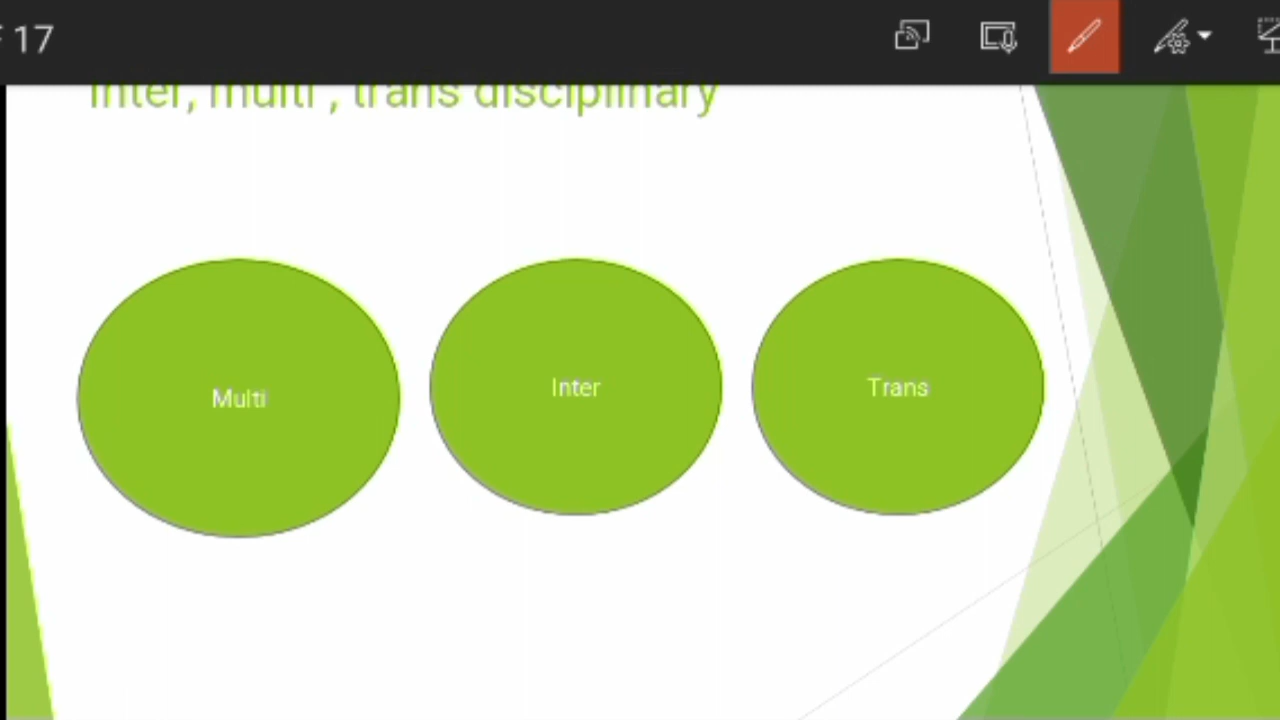 17
inter, multi , trans disciplinary
Multi
Inter
Trans